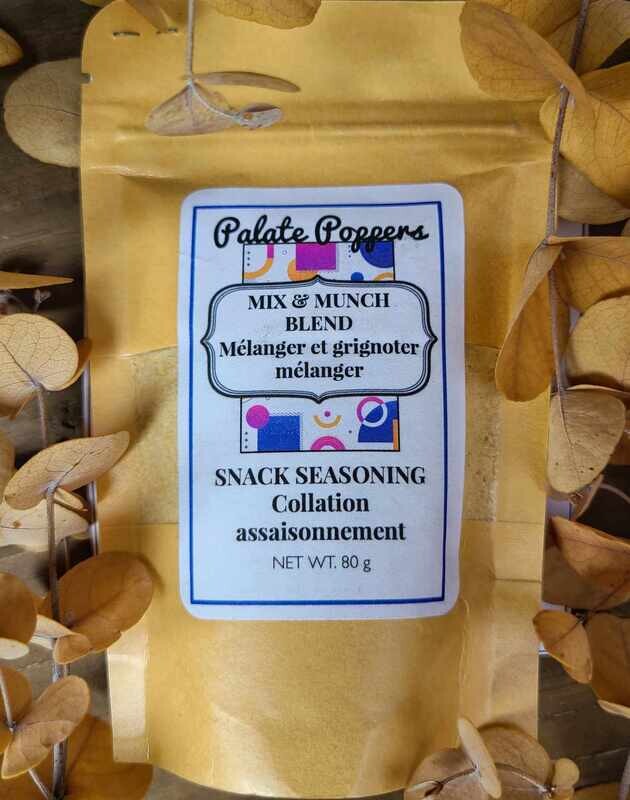 Palate Poppers
MIX & MUNCH
BLEND
Mélanger et grignoter
mélanger
SNACK SEASONING
Collation
assaisonnement
NET WT. 80 g